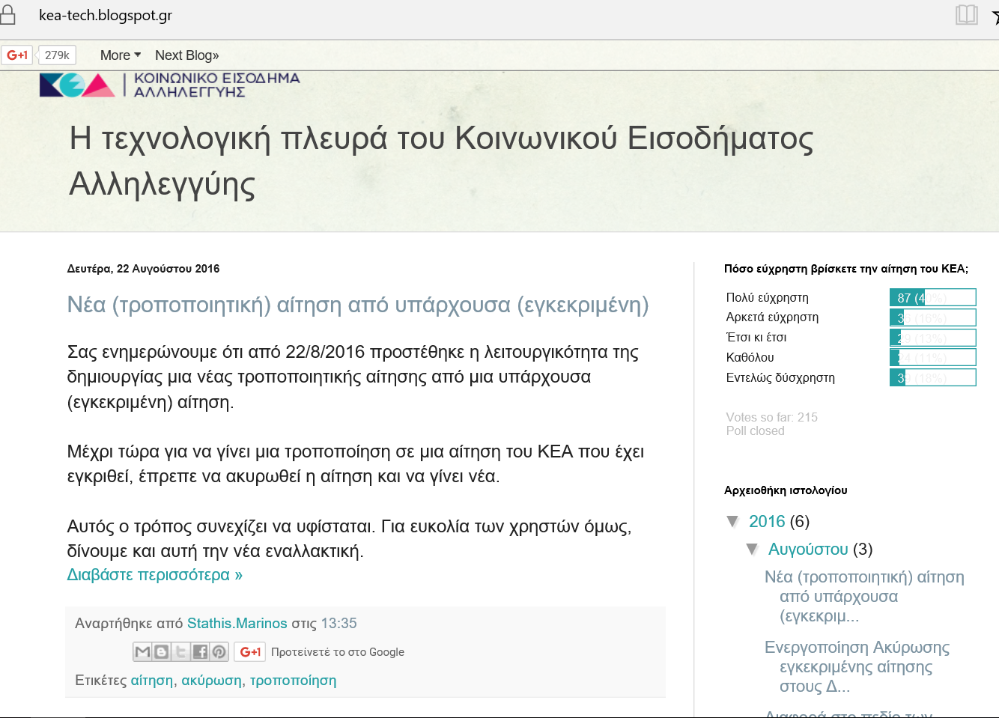 kea-tech.blogspot.gr
G+1 279k More Next Blog»
ΚΕΑ ΚΟΙΝΩΝΙΚΟ ΕΙΣΟΔΗΜΑ
ΑΛΛΗΛΕΓΓΥΗΣ
Η τεχνολογική πλευρά του Κοινωνικού Εισοδήματος
Αλληλεγγύης
Δευτέρα, 22 Αυγούστου 2016
Νέα (τροποποιητική) αίτηση από υπάρχουσα (εγκεκριμένη)
Σας ενημερώνουμε ότι από 22/8/2016 προστέθηκε η λειτουργικότητα της
δημιουργίας μια νέας τροποποιητικής αίτησης από μια υπάρχουσα
(εγκεκριμένη) αίτηση.
Μέχρι τώρα για να γίνει μια τροποποίηση σε μια αίτηση του ΚΕΑ που έχει
εγκριθεί, έπρεπε να ακυρωθεί η αίτηση και να γίνει νέα.
Αυτός ο τρόπος συνεχίζει να υφίσταται. Για ευκολία των χρηστών όμως,
δίνουμε και αυτή την νέα εναλλακτική.
Διαβάστε περισσότερα »
Αναρτήθηκε από Stathis.Marinos στις 13:35
G+1 Προτείνετέ το στο Google
Ετικέτες αίτηση, ακύρωση, τροποποίηση
Πόσο εύχρηστη βρίσκετε την αίτηση του ΚΕΑ;
Πολύ εύχρηστη 87 (40%)
Αρκετά εύχρηστη 36 (16%)
Έτσι κι έτσι 29 (13%)
Καθόλου 24 (11%)
Εντελώς δύσχρηστη 39 (18%)
Votes so far: 215
Poll closed
Αρχειοθήκη ιστολογίου
▼ 2016 (6)
▼ Αυγούστου (3)
Νέα (τροποποιητική) αίτηση
από υπάρχουσα
(εγκεκριμ...
Ενεργοποίηση Ακύρωσης
εγκεκριμένης αίτησης
στους Δ...
Διαφορά στο πεδίο των